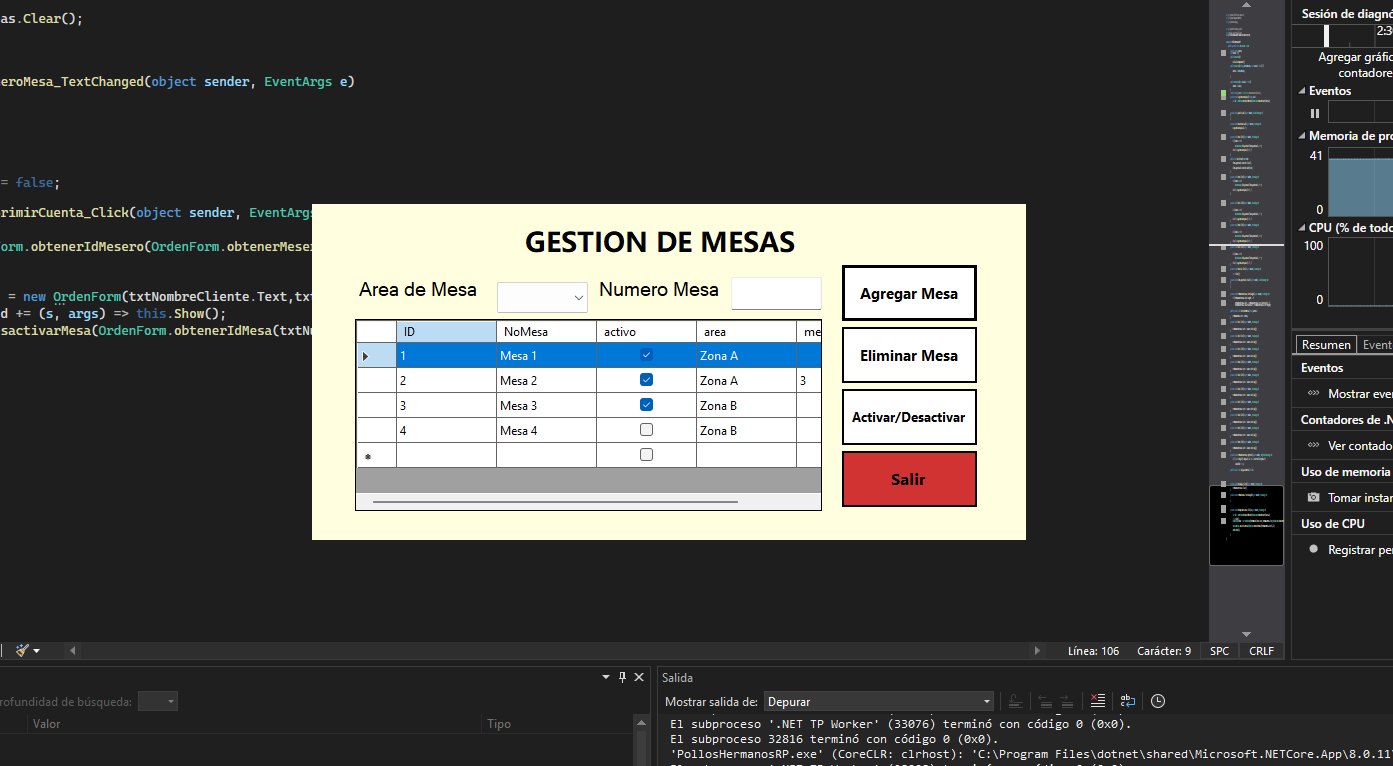 as.Clear();
eroMesa_TextChanged(object sender, EventArgs e)
= false;
rimirCuenta_Click(object sender, EventArgs
orm.obtenerIdMesero(OrdenForm.obtenerMeser
= new OrdenForm(txtNombreCliente.Text,txt
d += (s, args) => this.Show();
sactivarMesa(OrdenForm.obtenerIdMesa(txtNu
GESTION DE MESAS
Area de Mesa
Numero Mesa
ID NoMesa activo area me
1 Mesa 1 Zona A
2 Mesa 2 Zona A 3
3 Mesa 3 Zona B
4 Mesa 4 Zona B
Agregar Mesa
Eliminar Mesa
Activar/Desactivar
Salir
Sesión de diagnó
2:3
Agregar gráfic
contadore
Eventos
Memoria de pro
41
0
CPU (% de todo
100
0
Resumen Event
Eventos
Mostrar even
Contadores de .N
Ver contado
Uso de memoria
Tomar instan
Uso de CPU
Registrar per
Línea: 106 Carácter: 9 SPC CRLF
rofundidad de búsqueda:
Valor Tipo
Salida
Mostrar salida de: Depurar
El subproceso '.NET TP Worker' (33076) terminó con código 0 (0x0).
El subproceso 32816 terminó con código 0 (0x0).
'PollosHermanosRP.exe' (CoreCLR: clrhost): 'C:\Program Files\dotnet\shared\Microsoft.NETCore.App\8.0.11